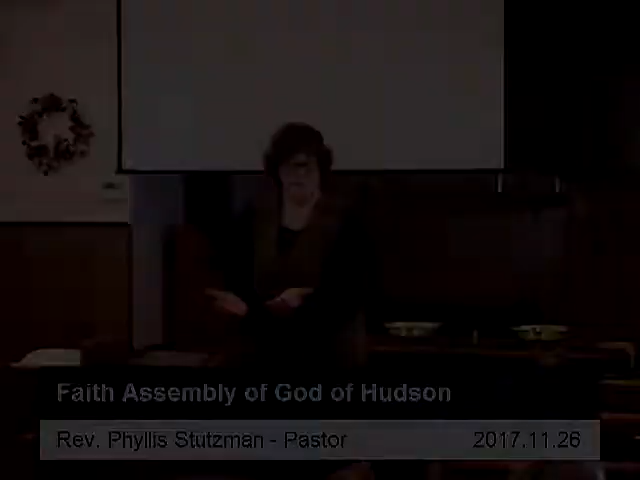 Faith Assembly of God of Hudson
Rev. Phyllis Stutzman - Pastor 2017.11.26